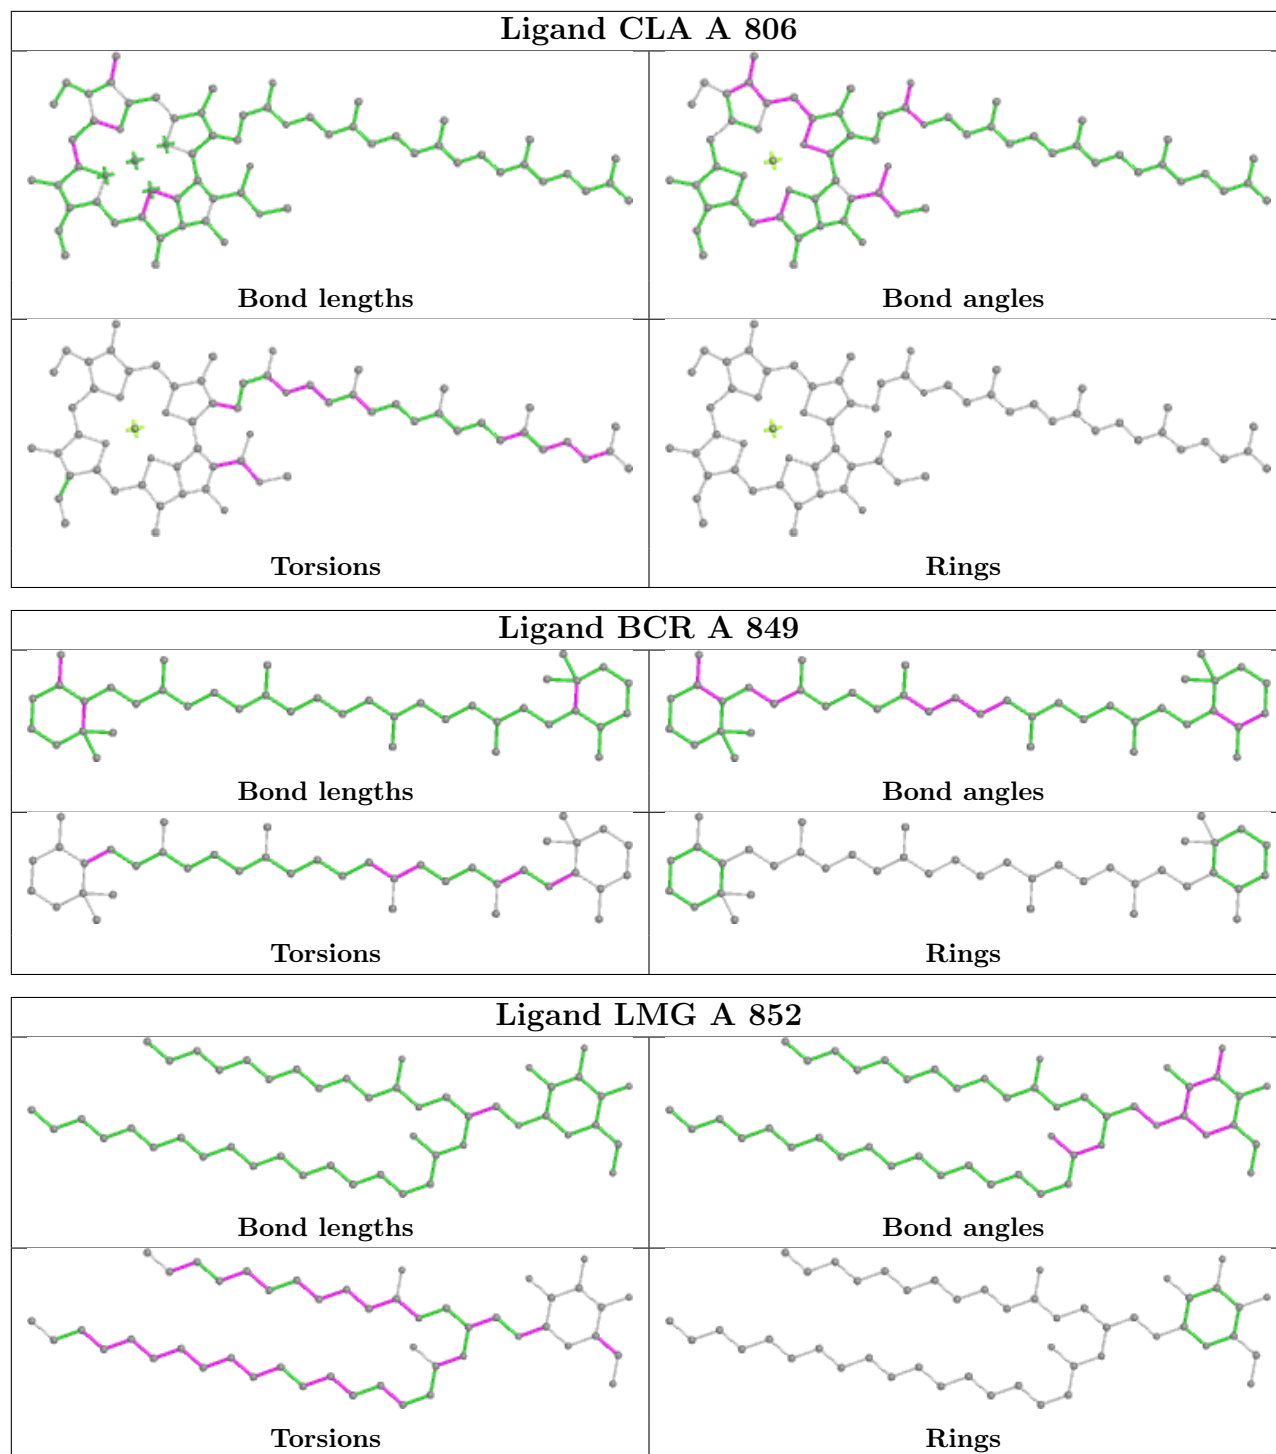 Ligand CLA A 806
Bond lengths
Bond angles
Torsions
Rings
Ligand BCR A 849
Bond lengths
Bond angles
Torsions
Rings
Ligand LMG A 852
Bond lengths
Bond angles
Torsions
Rings